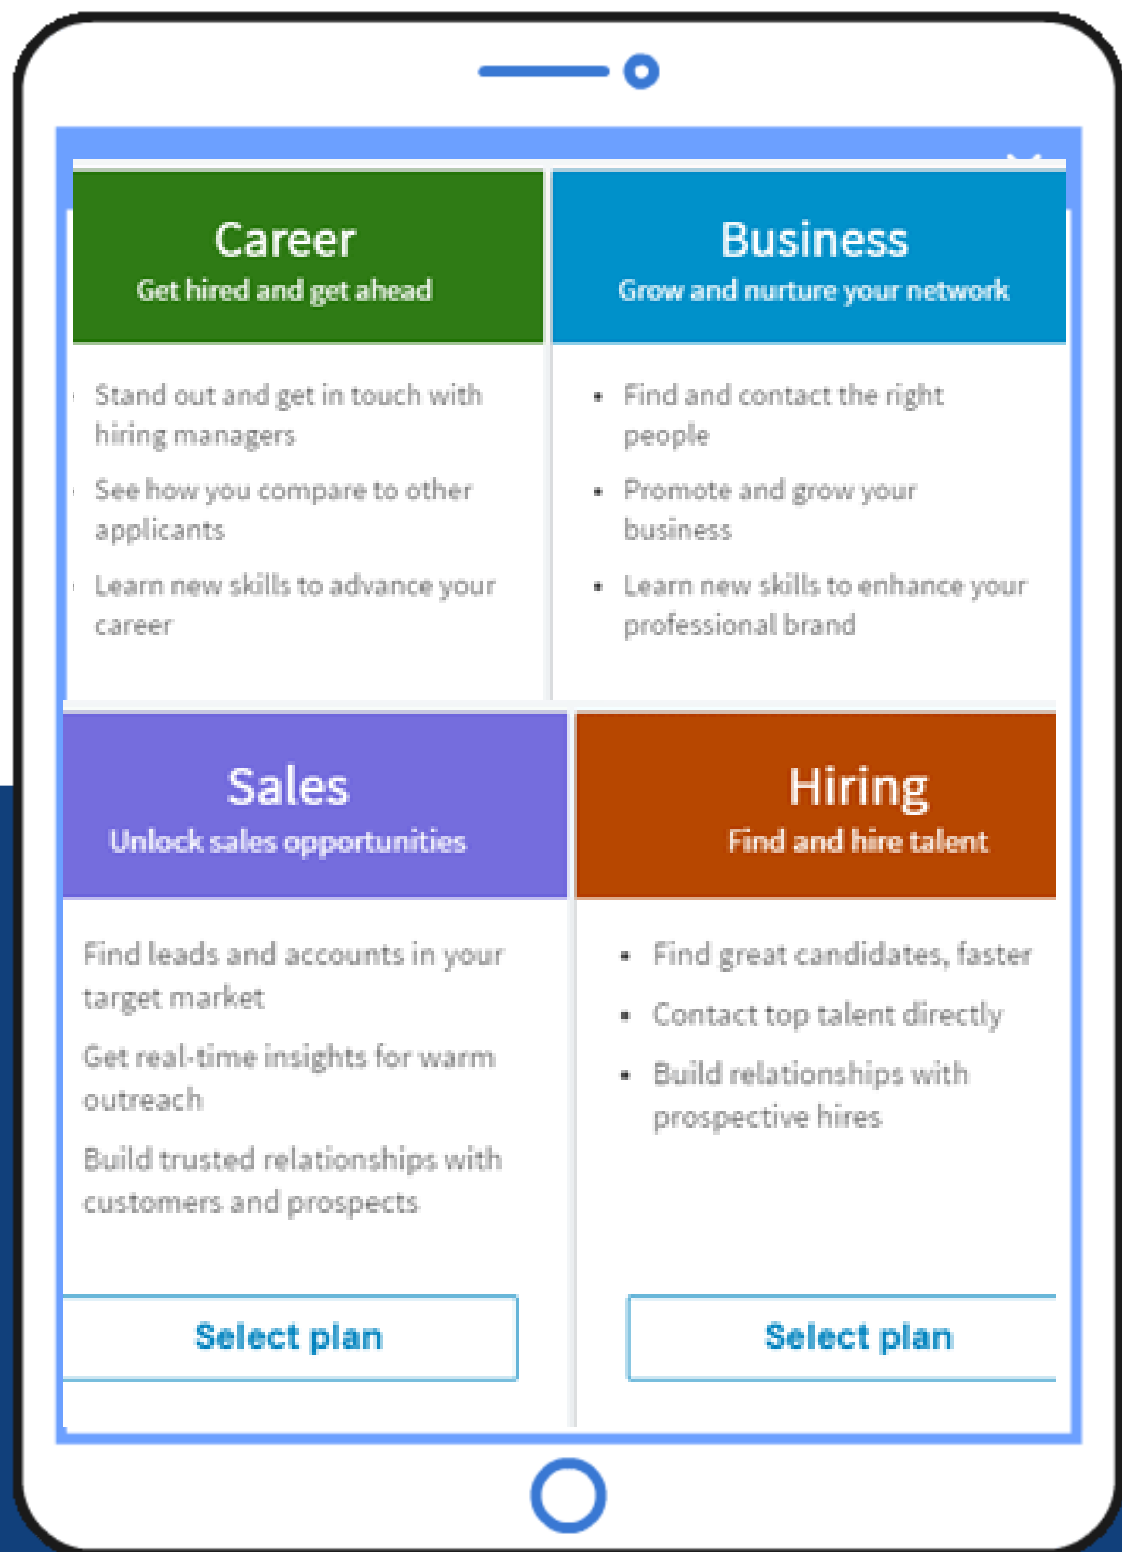 Career
Get hired and get ahead
• Stand out and get in touch with
hiring managers
• See how you compare to other
applicants
• Learn new skills to advance your
career
Business
Grow and nurture your network
• Find and contact the right
people
• Promote and grow your
business
• Learn new skills to enhance your
professional brand
Sales
Unlock sales opportunities
Find leads and accounts in your
target market
Get real-time insights for warm
outreach
Build trusted relationships with
customers and prospects
Select plan
Hiring
Find and hire talent
• Find great candidates, faster
• Contact top talent directly
• Build relationships with
prospective hires
Select plan